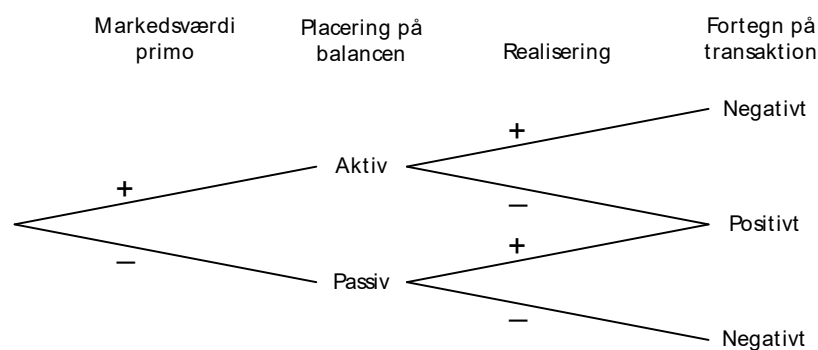 Markedsværdi
primo
Placering på
balancen
Realisering
Fortegn på
transaktion
+
Aktiv
+
Negativt
–
Positivt
–
Passiv
+
–
Negativt